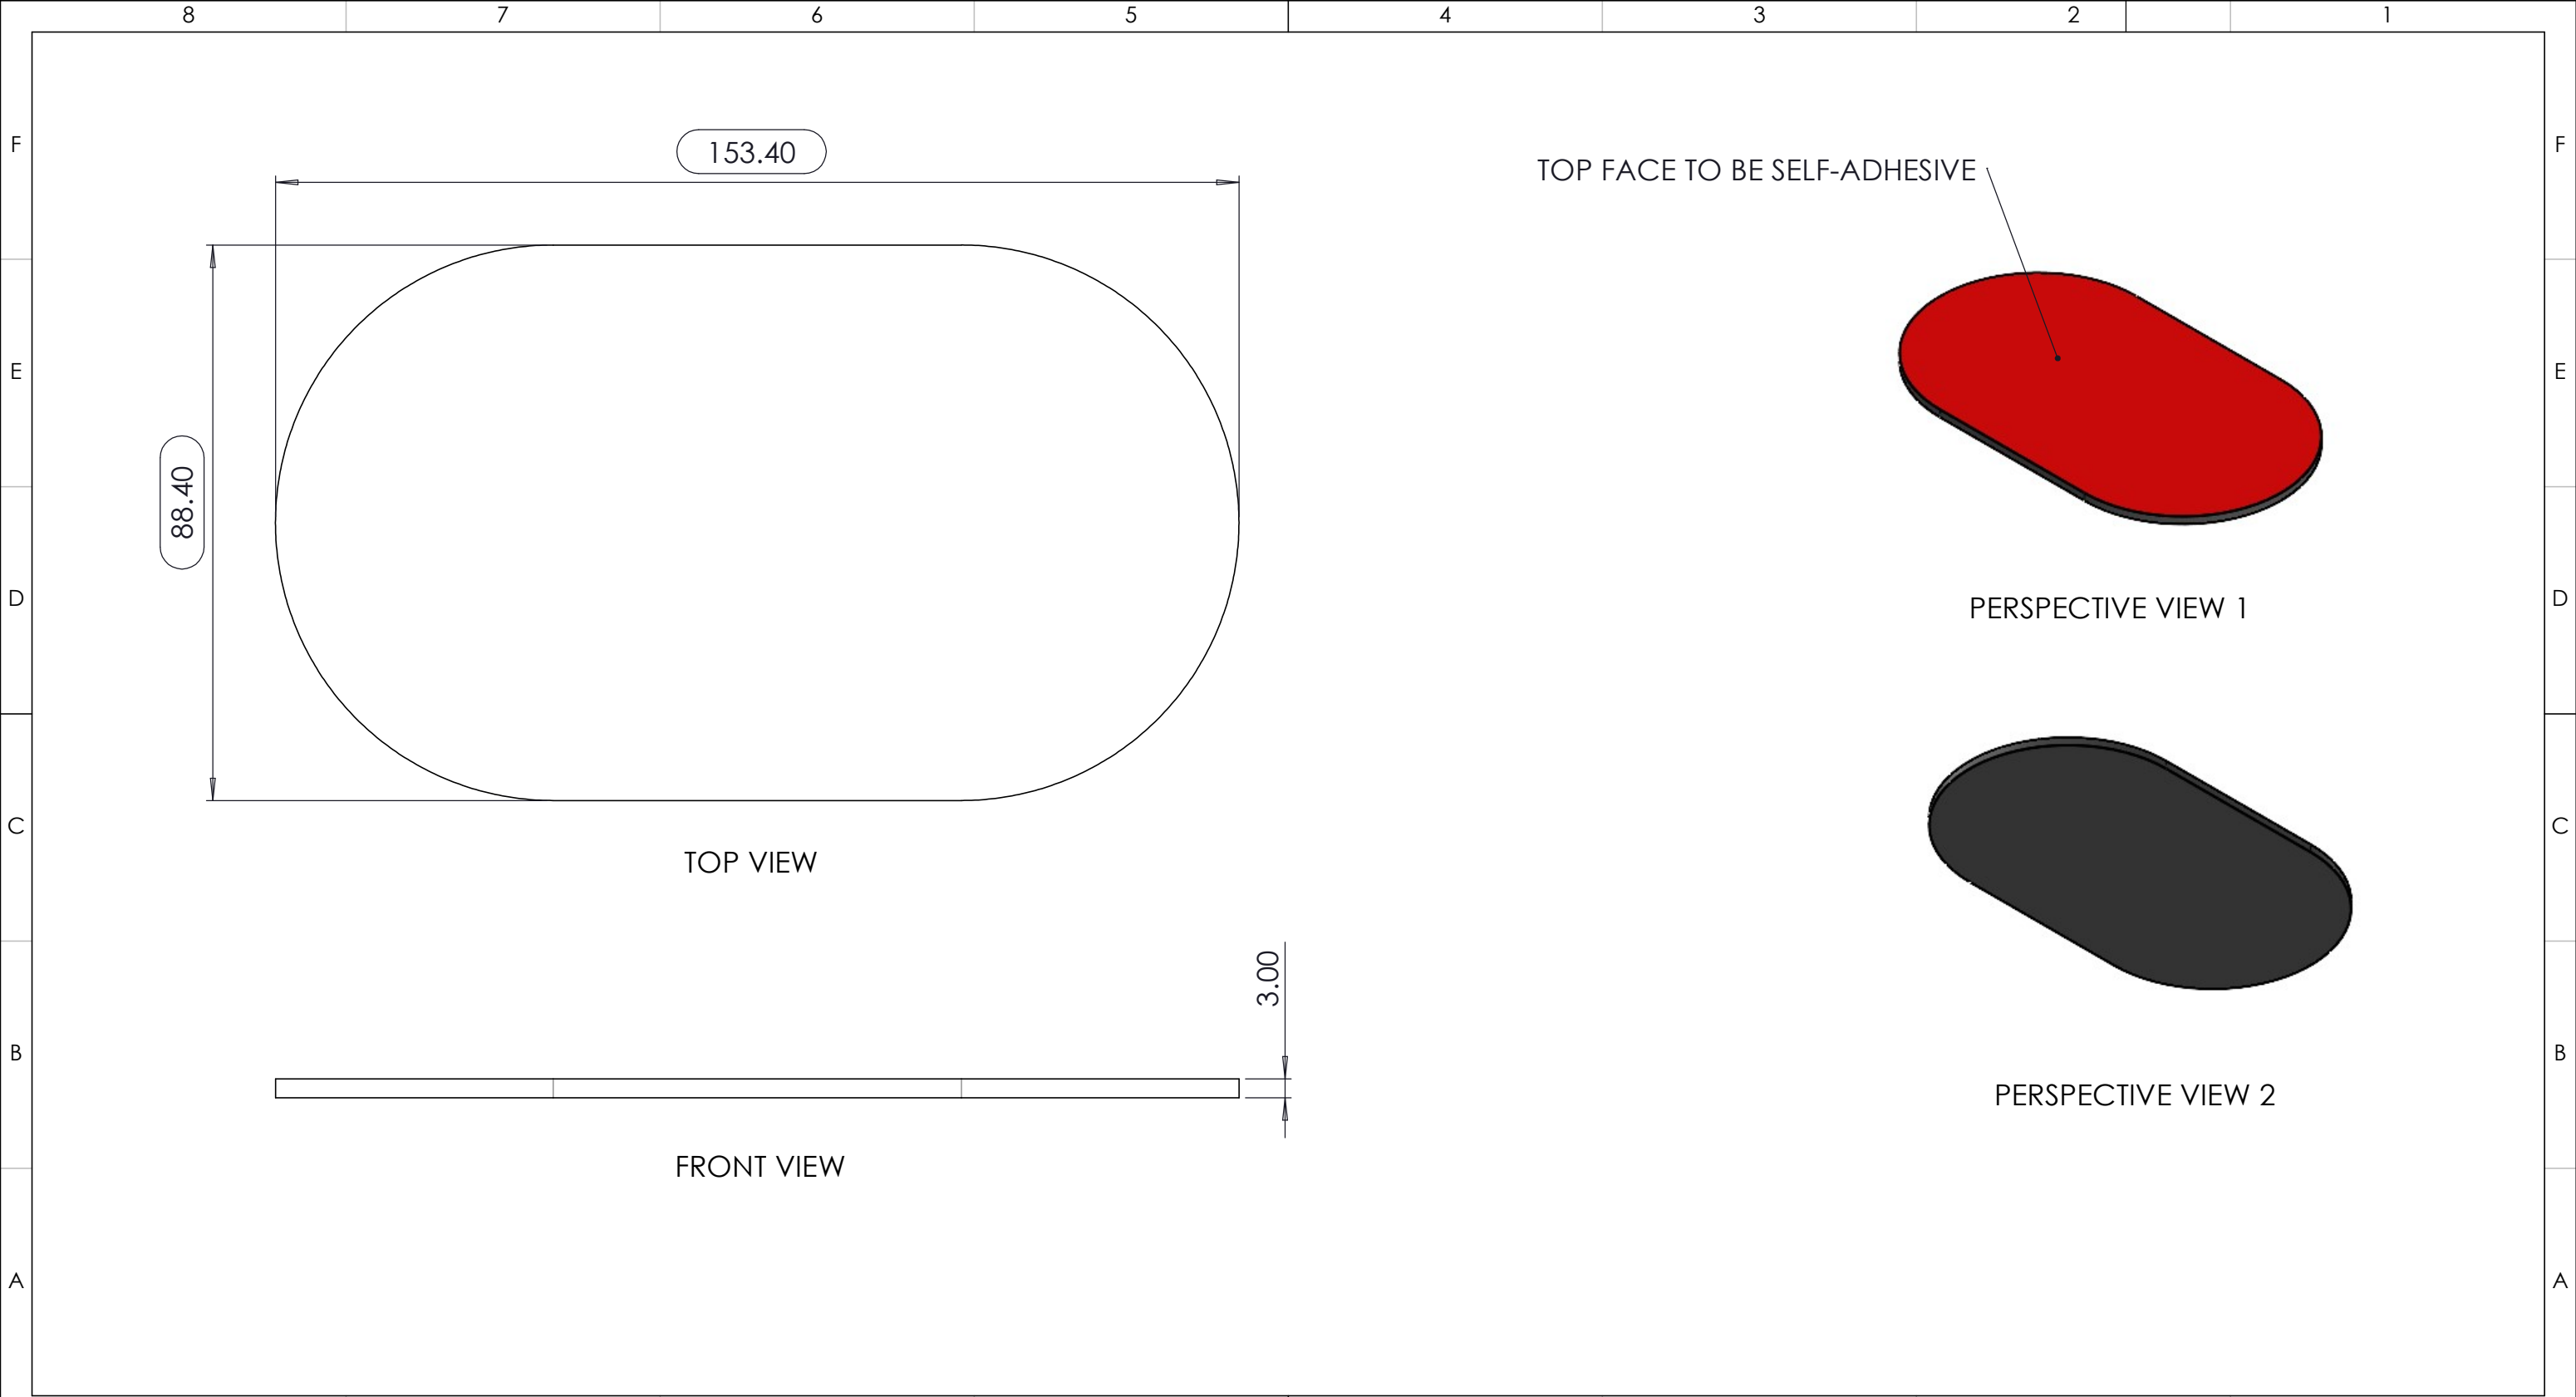 8 7 6 5 4 3 2 1
F F
153.40
TOP FACE TO BE SELF-ADHESIVE
E E
88.40
D D
PERSPECTIVE VIEW 1
C C
TOP VIEW
3.00
B B
PERSPECTIVE VIEW 2
FRONT VIEW
A A